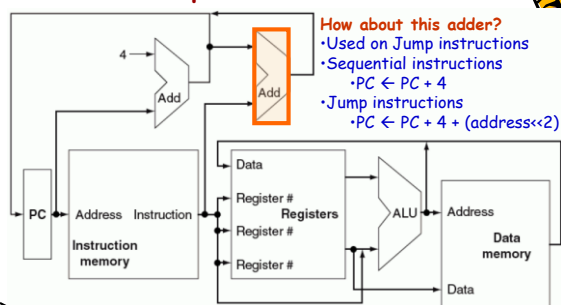 How about this adder?
•Used on Jump instructions
•Sequential instructions
•PC ← PC + 4
•Jump instructions
•PC ← PC + 4 + (address<<2)
4
Add
Add
Data
Register #
PC
Address
Instruction
Registers
ALU
Address
Register #
Instruction
memory
Data
memory
Register #
Data